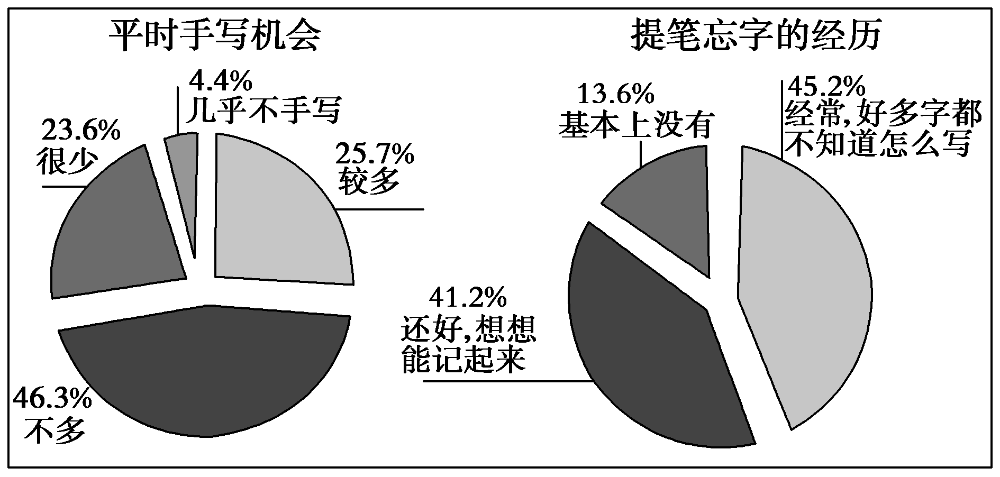 平时手写机会
4.4%
几乎不手写
23.6%
很少
25.7%
较多
46.3%
不多
提笔忘字的经历
13.6%
基本上没有
45.2%
经常,好多字都
不知道怎么写
41.2%
还好,想想
能记起来